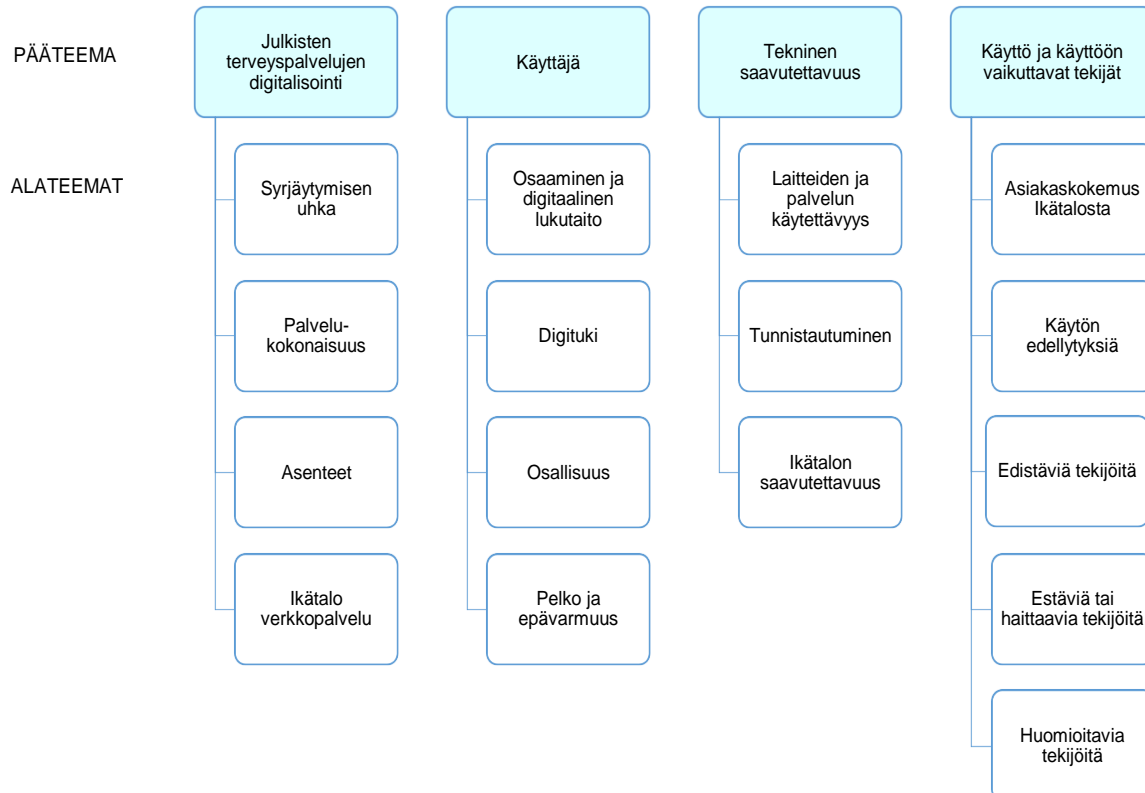 PÄÄTEEMA
Julkisten
terveyspalvelujen
digitalisointi
Käyttäjä
Tekninen
saavutettavuus
Käyttö ja käyttöön
vaikuttavat tekijät
ALATEEMAT
Syrjäytymisen
uhka
Osaaminen ja
digitaalinen
lukutaito
Laitteiden ja
palvelun
käytettävyys
Asiakaskokemus
Ikätalosta
Palvelu-
kokonaisuus
Digituki
Tunnistautuminen
Käytön
edellytyksiä
Asenteet
Osallisuus
Ikätalon
saavutettavuus
Edistäviä tekijöitä
Ikätalo
verkkopalvelu
Pelko ja
epävarmuus
Estäviä tai
haittaavia tekijöitä
Huomioitavia
tekijöitä